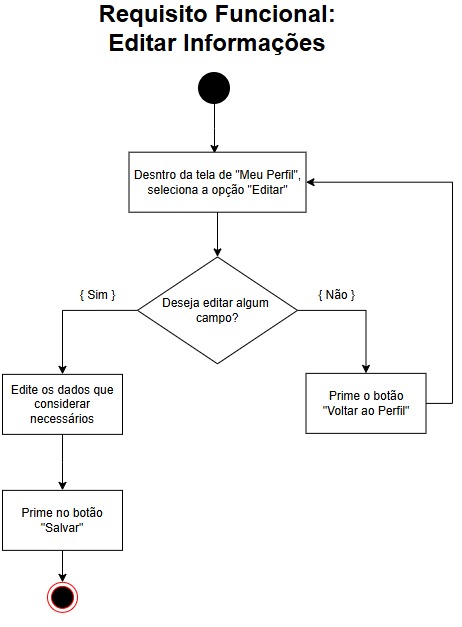 Requisito Funcional:
Editar Informações
Desntro da tela de "Meu Perfil",
seleciona a opção "Editar"
{ Sim }
Deseja editar algum
campo?
{ Não }
Edite os dados que
considerar
necessários
Prime o botão
"Voltar ao Perfil"
Prime no botão
"Salvar"